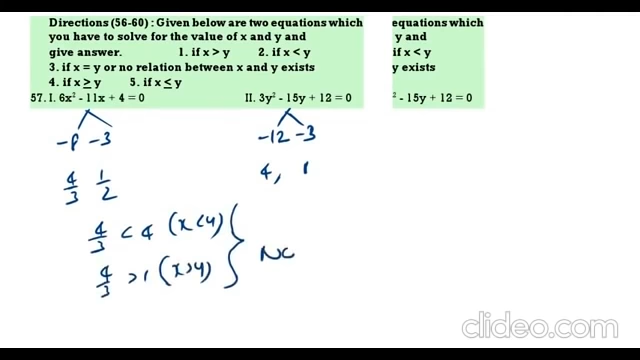 Directions (56-60) : Given below are two equations which
you have to solve for the value of x and y and
give answer. 1. if x > y 2. if x < y
3. if x = y or no relation between x and y exists
4. if x ≥ y 5. if x ≤ y
equations which
y and
if x < y
y exists
57. I. 6x² - 11x + 4 = 0 II. 3y² - 15y + 12 = 0
² - 15y + 12 = 0
-8 -3
-12 -3
4/3 1/2
4, 1
4/3 < 4 (x<y)
4/3 >1 (x>y)
NC
clideo.com